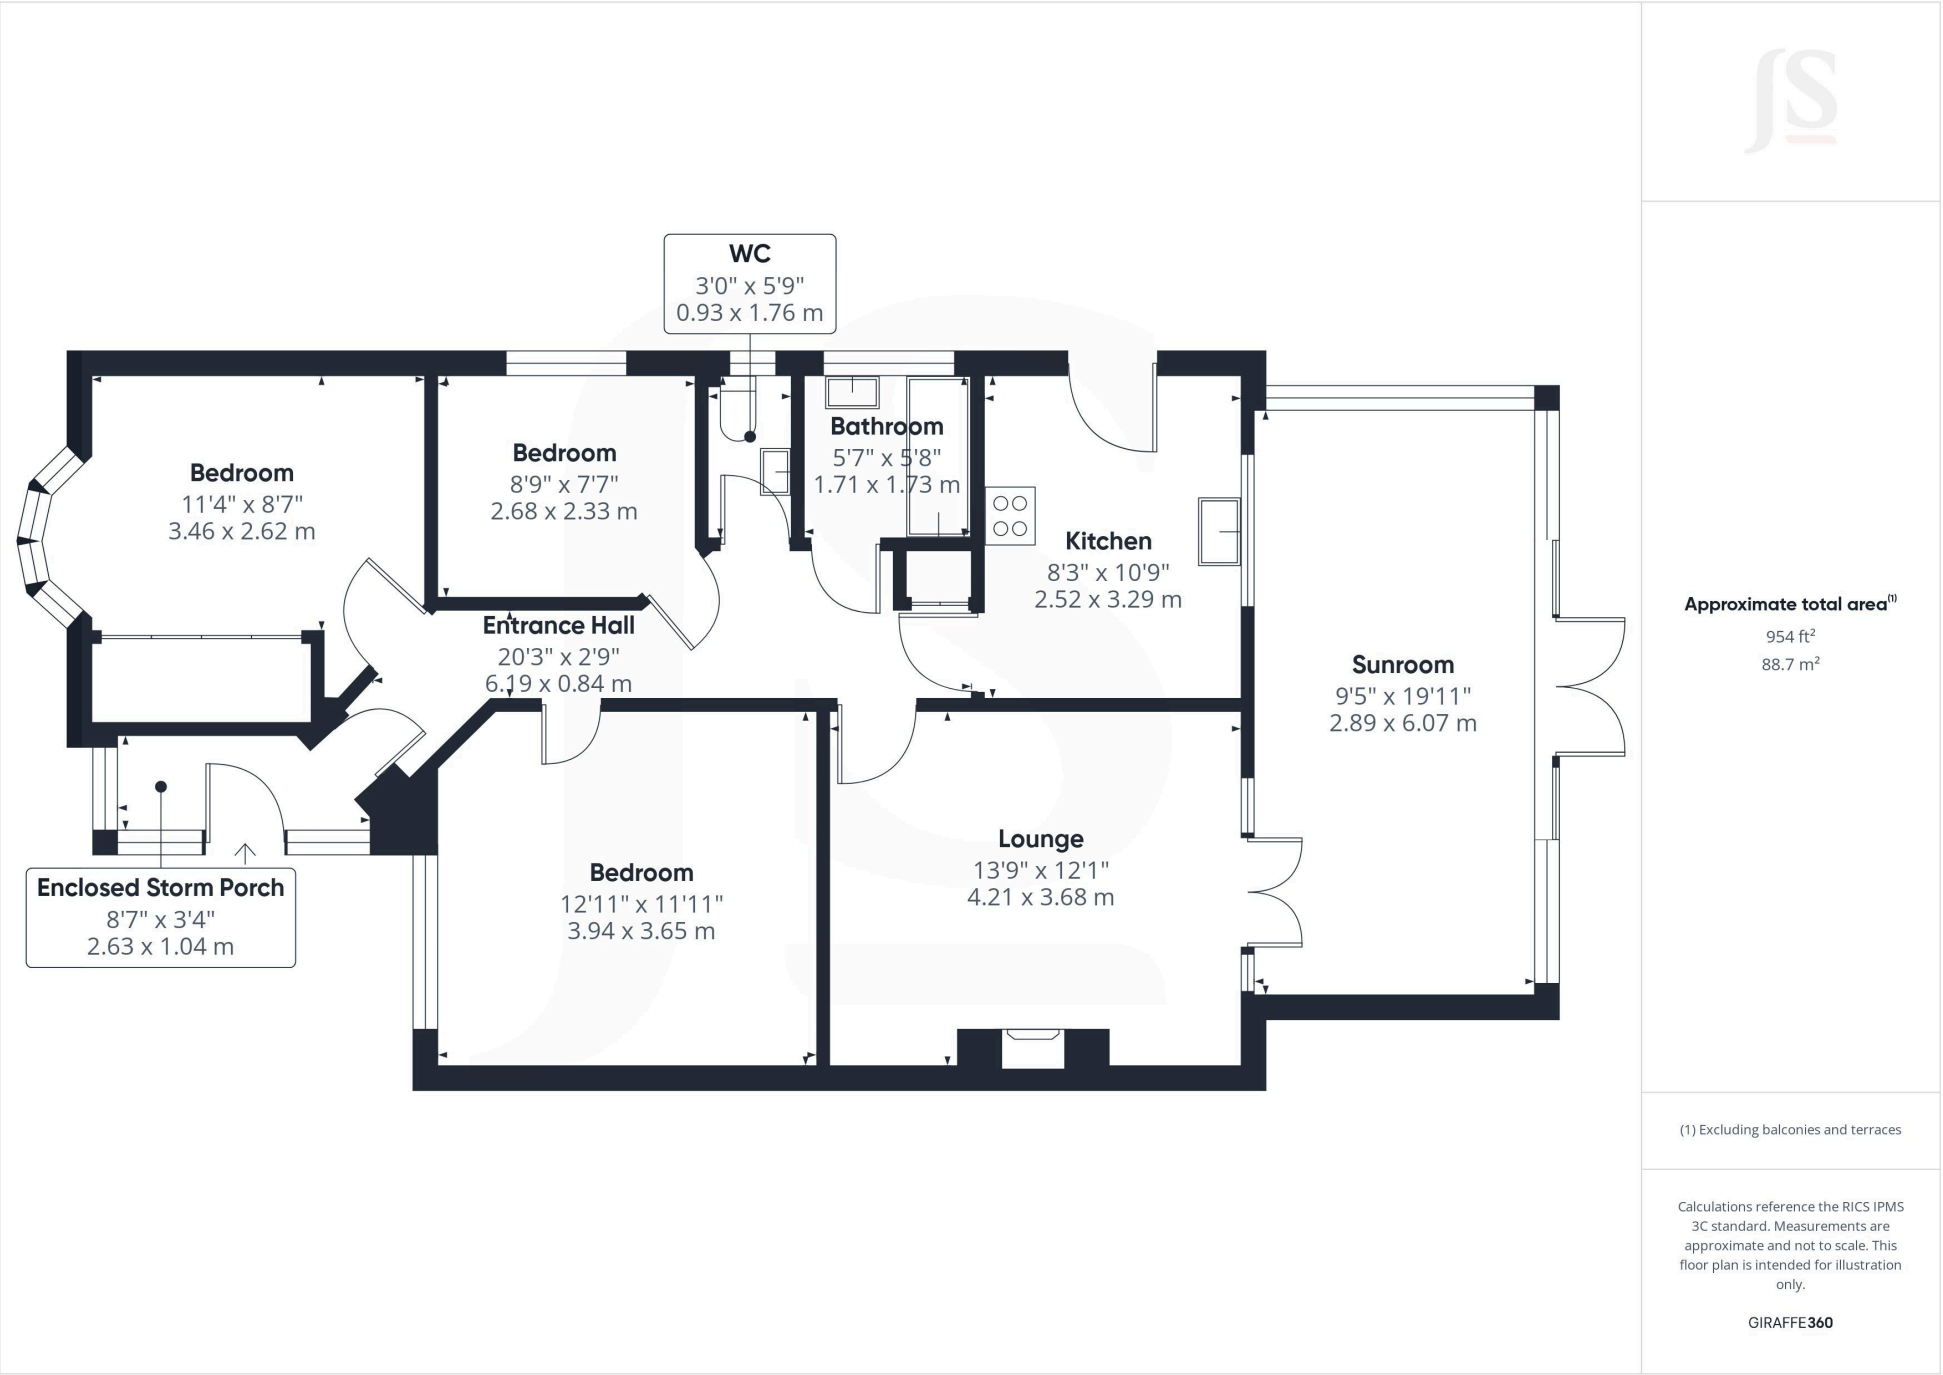 WC
3'0" x 5'9"
0.93 x 1.76 m
Bedroom
11'4" x 8'7"
3.46 x 2.62 m
Bedroom
8'9" x 7'7"
2.68 x 2.33 m
Bathroom
5'7" x 5'8"
1.71 x 1.73 m
Kitchen
8'3" x 10'9"
2.52 x 3.29 m
Entrance Hall
20'3" x 2'9"
6.19 x 0.84 m
Sunroom
9'5" x 19'11"
2.89 x 6.07 m
Lounge
13'9" x 12'1"
4.21 x 3.68 m
Bedroom
12'11" x 11'11"
3.94 x 3.65 m
Enclosed Storm Porch
8'7" x 3'4"
2.63 x 1.04 m
JS
Approximate total area(1)
954 ft²
88.7 m²
(1) Excluding balconies and terraces
Calculations reference the RICS IPMS
3C standard. Measurements are
approximate and not to scale. This
floor plan is intended for illustration
only.
GIRAFFE360